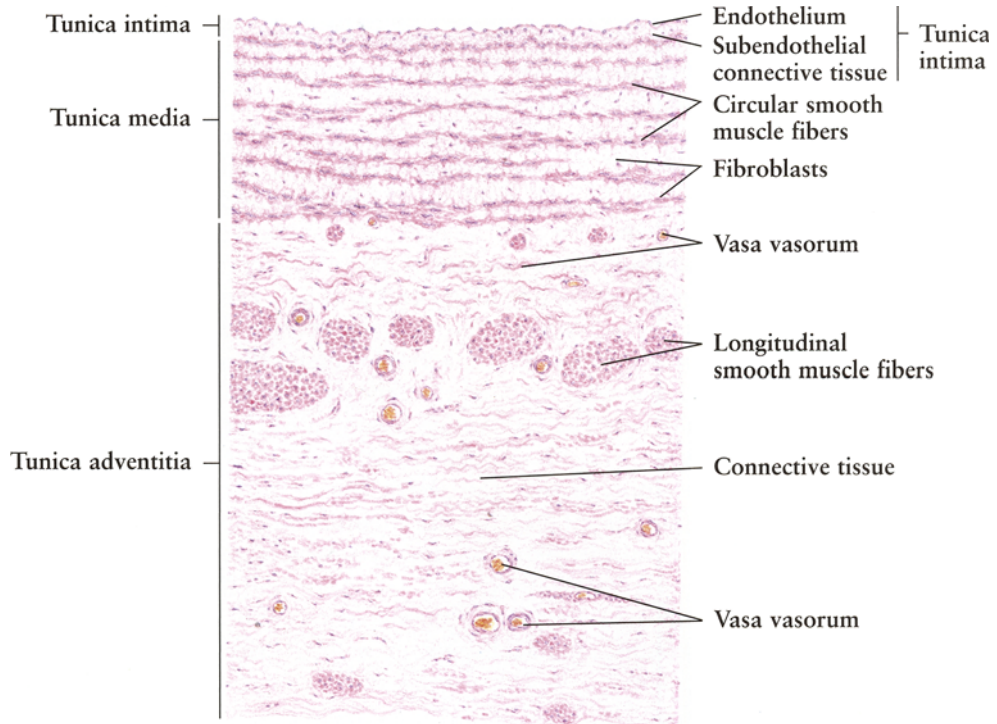 Tunica intima
Tunica media
Tunica adventitia
Endothelium
Subendothelial
connective tissue
Tunica
intima
Circular smooth
muscle fibers
Fibroblasts
Vasa vasorum
Longitudinal
smooth muscle fibers
Connective tissue
Vasa vasorum